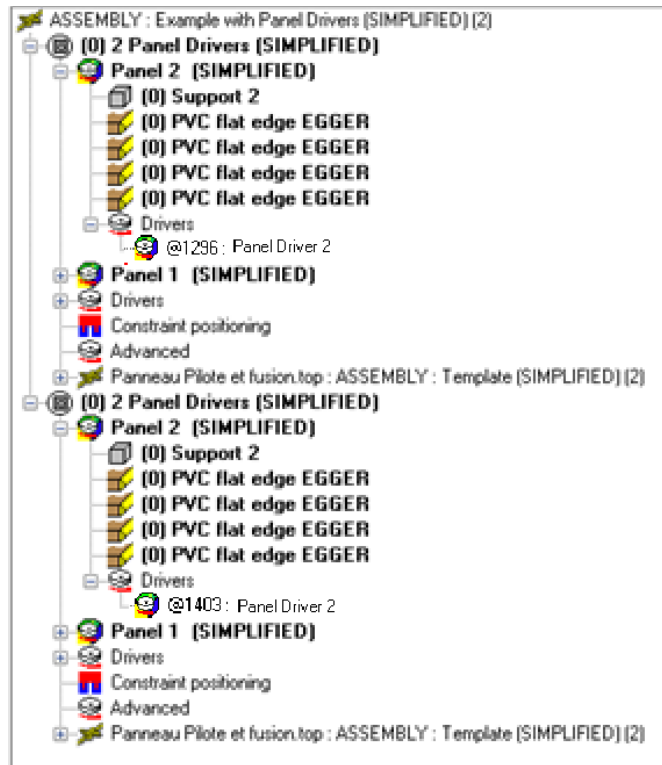 ASSEMBLY : Example with Panel Drivers (SIMPLIFIED) (2)
(0) 2 Panel Drivers (SIMPLIFIED)
Panel 2 (SIMPLIFIED)
(0) Support 2
(0) PVC flat edge EGGER
(0) PVC flat edge EGGER
(0) PVC flat edge EGGER
(0) PVC flat edge EGGER
Drivers
@1296 : Panel Driver 2
Panel 1 (SIMPLIFIED)
Drivers
Constraint positioning
Advanced
Panneau Pilote et fusion.top : ASSEMBLY : Template (SIMPLIFIED) (2)
(0) 2 Panel Drivers (SIMPLIFIED)
Panel 2 (SIMPLIFIED)
(0) Support 2
(0) PVC flat edge EGGER
(0) PVC flat edge EGGER
(0) PVC flat edge EGGER
(0) PVC flat edge EGGER
Drivers
@1403 : Panel Driver 2
Panel 1 (SIMPLIFIED)
Drivers
Constraint positioning
Advanced
Panneau Pilote et fusion.top : ASSEMBLY : Template (SIMPLIFIED) (2)